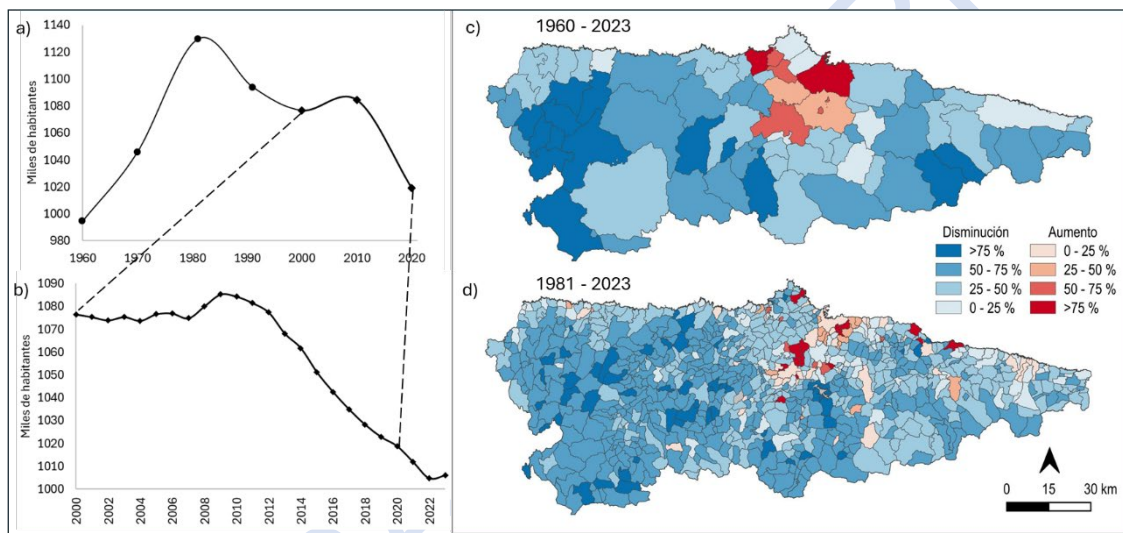 a)
Miles de habitantes
1140
1120
1100
1080
1060
1040
1020
1000
980
1960
1970
1980
1990
2000
2010
2020
b)
Miles de habitantes
1090
1080
1070
1060
1050
1040
1030
1020
1010
1000
2000
2002
2004
2006
2008
2010
2012
2014
2016
2018
2020
2022
c)
1960 - 2023
Disminución
Aumento
>75 %
0 - 25 %
50 - 75 %
25 - 50 %
25 - 50 %
50 - 75 %
0 - 25 %
>75 %
d)
1981 - 2023
0 15 30 km